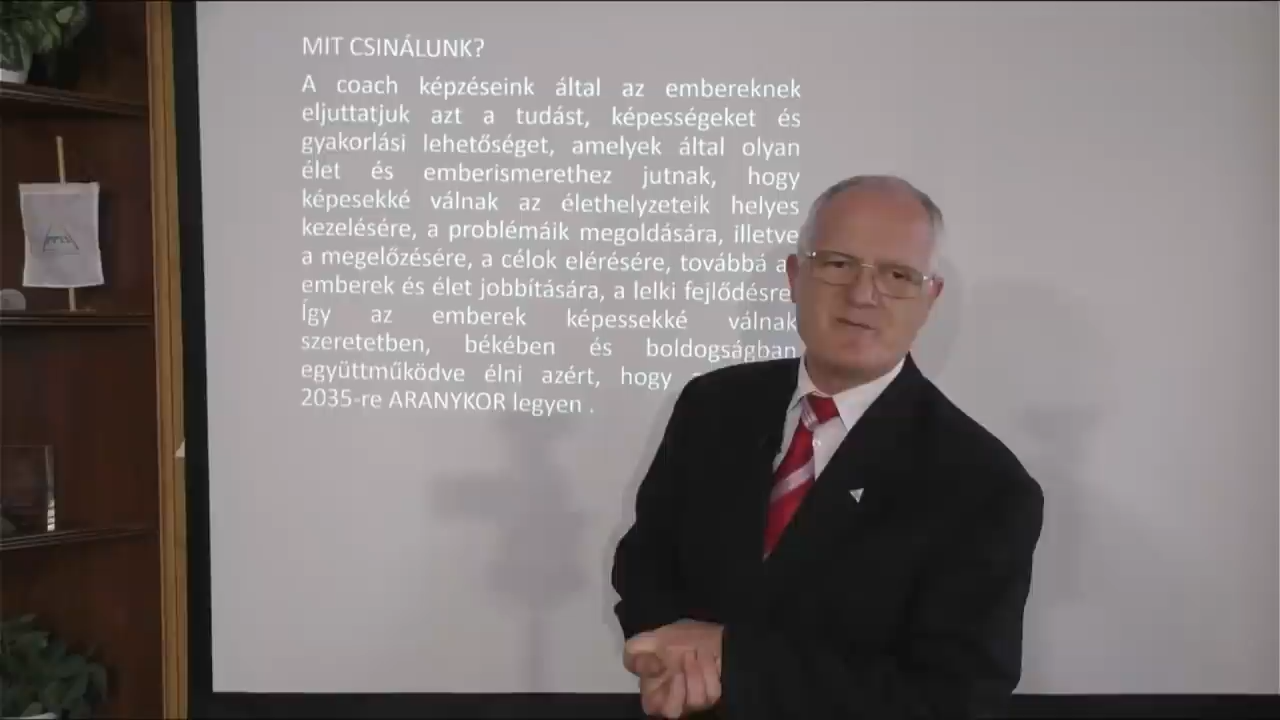 MIT CSINÁLUNK?
A coach képzéseink által az embereknek
eljuttatjuk azt a tudást, képességeket és
gyakorlási lehetőséget, amelyek által olyan
élet és emberismerethez jutnak, hogy
képesekké válnak az élethelyzeteik helyes
kezelésére, a problémáik megoldására, illetve
a megelőzésére, a célok elérésére, továbbá
emberek és élet jobbítására, a lelki fejlődésre
Így az emberek képessekké válnak
szeretetben, békében és boldogságban
együttműködve élni azért, hogy
2035-re ARANYKOR legyen .